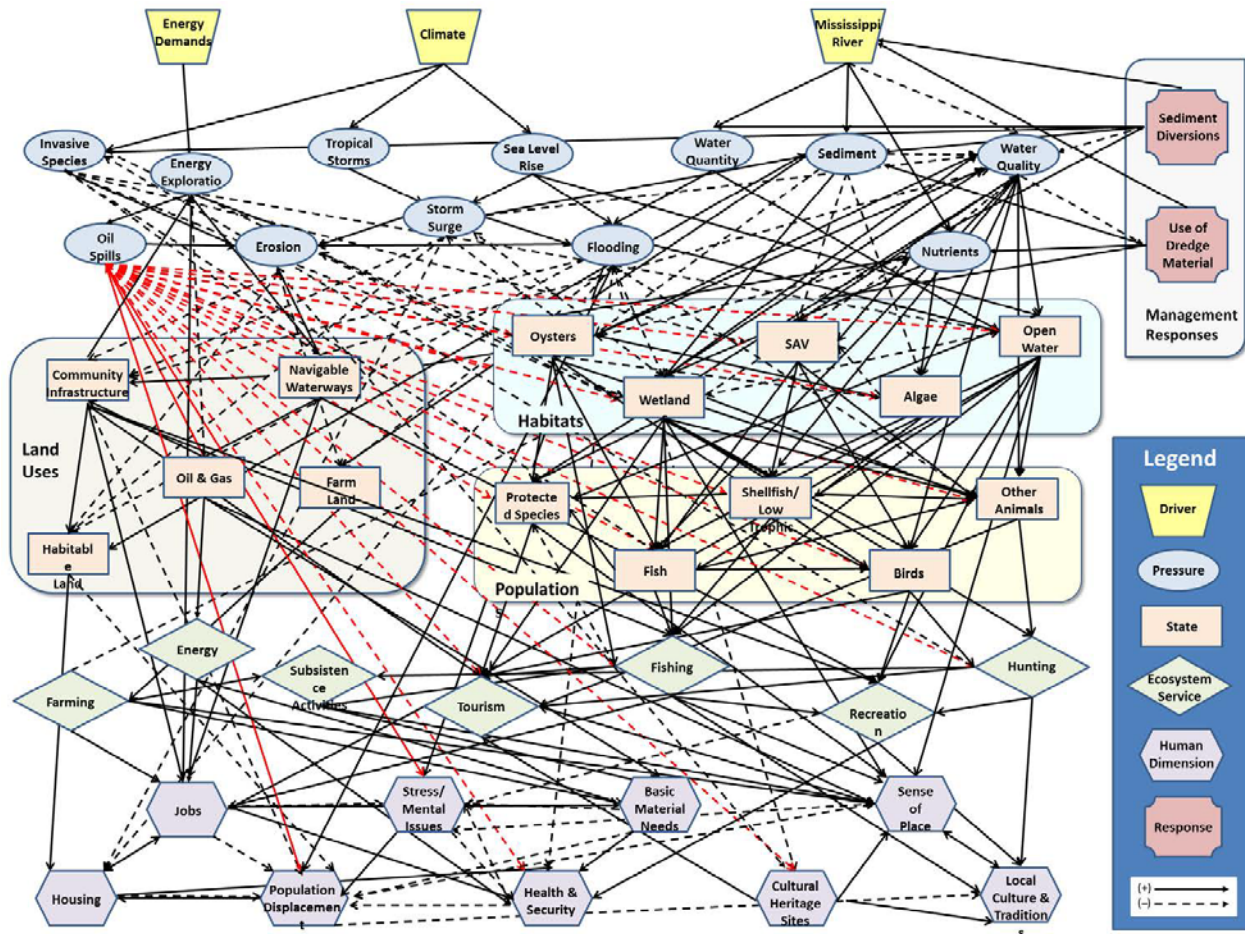 Energy
Demands
Climate
Mississippi
River
Sediment
Diversions
Invasive
Species
Energy
Exploratio
Tropical
Storms
Sea Level
Rise
Water
Quantity
Sediment
Water
Quality
Storm
Surge
Oil
Spills
Erosion
Flooding
Nutrients
Use of
Dredge
Material
Management
Responses
Oysters
SAV
Open
Water
Wetland
Algae
Habitats
Community
Infrastructure
Navigable
Waterways
Land
Uses
Oil & Gas
Farm
Land
Habitabl
e
Land
Protecte
d Species
Shellfish/
Low
Trophic
Other
Animals
Fish
Birds
Population
s
Energy
Subsisten
ce
Activities
Fishing
Hunting
Farming
Tourism
Recreatio
n
Jobs
Stress/
Mental
Issues
Basic
Material
Needs
Sense
of
Place
Housing
Population
Displacemen
t
Health &
Security
Cultural
Heritage
Sites
Local
Culture &
Tradition
s
Legend
Driver
Pressure
State
Ecosystem
Service
Human
Dimension
Response
(+)
(−)